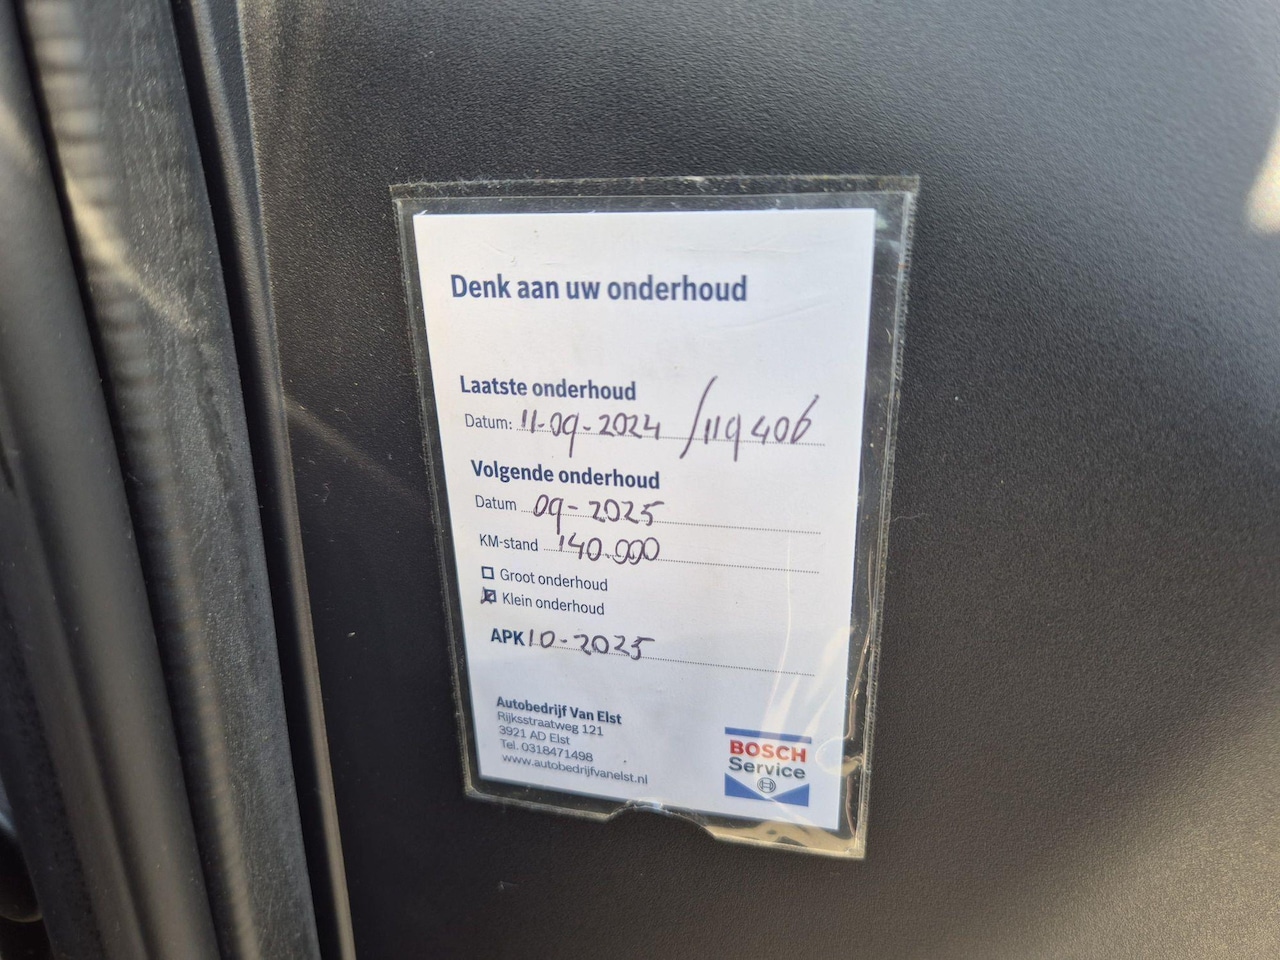 Denk aan uw onderhoud
Laatste onderhoud
Datum: 11-09-2024 / 119406
Volgende onderhoud
Datum 09-2025
KM-stand 140.000
Groot onderhoud
Klein onderhoud
APK 10-2025
Autobedrijf Van Elst
Rijksstraatweg 121
3921 AD Elst
Tel. 0318471498
www.autobedrijfvanelst.nl
BOSCH
Service